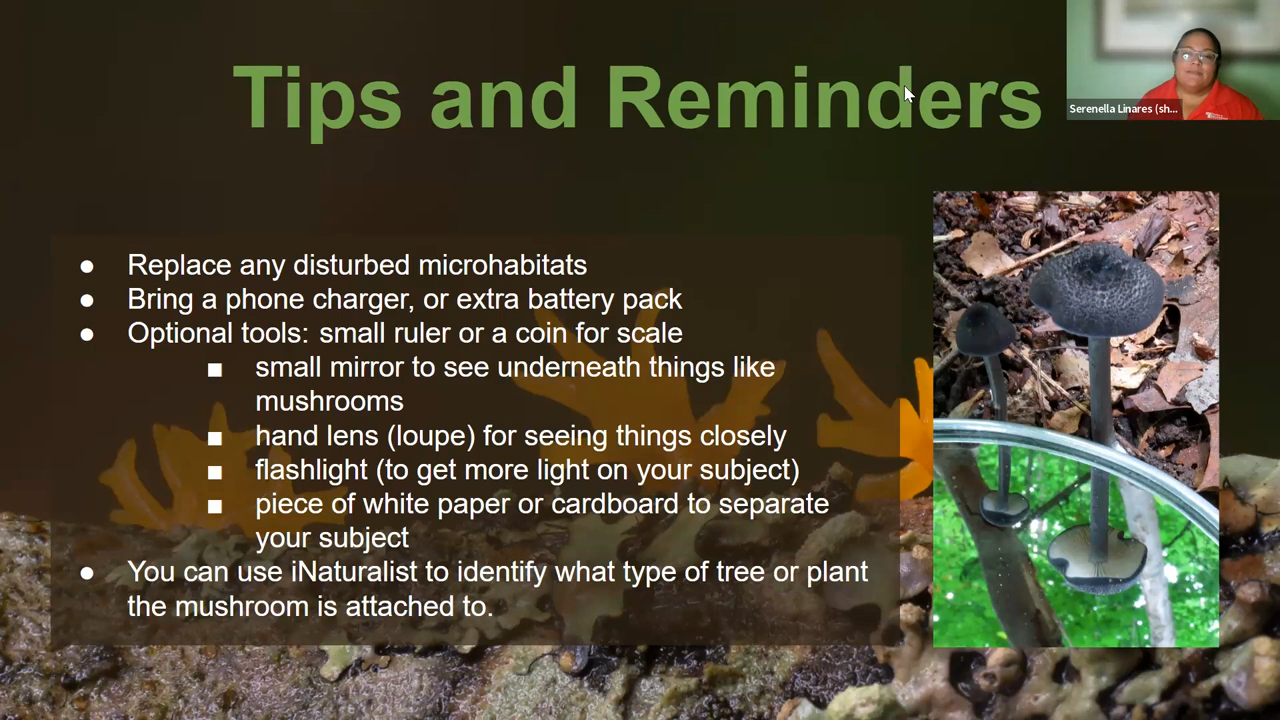 Tips and Reminders
Serenella Linares (sh...
● Replace any disturbed microhabitats
● Bring a phone charger, or extra battery pack
● Optional tools: small ruler or a coin for scale
■ small mirror to see underneath things like
mushrooms
■ hand lens (loupe) for seeing things closely
■ flashlight (to get more light on your subject)
■ piece of white paper or cardboard to separate
your subject
● You can use iNaturalist to identify what type of tree or plant
the mushroom is attached to.